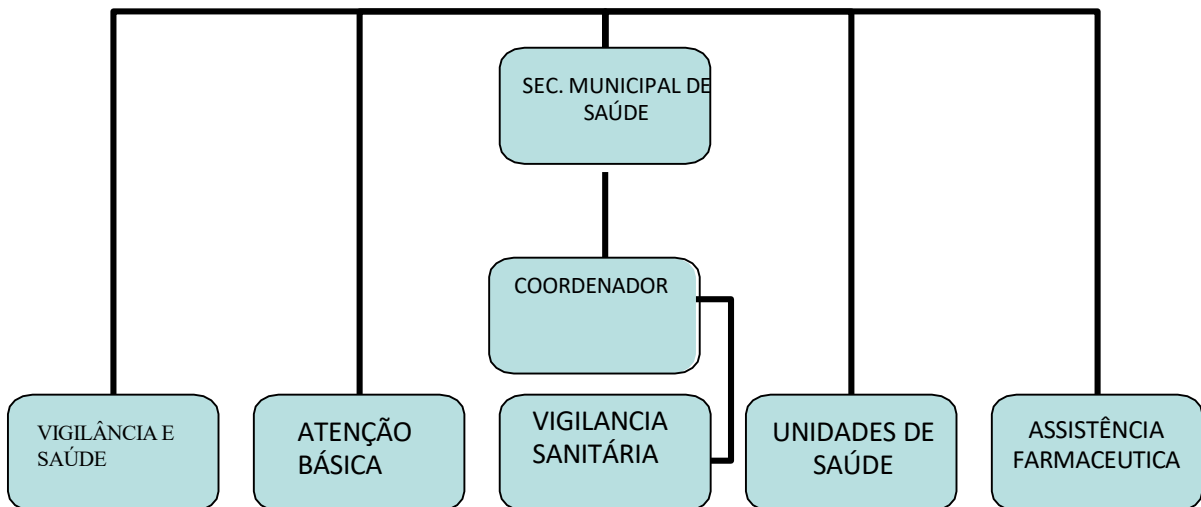 SEC. MUNICIPAL DE
SAÚDE
COORDENADOR
VIGILÂNCIA E
SAÚDE
ATENÇÃO
BÁSICA
VIGILANCIA
SANITÁRIA
UNIDADES DE
SAÚDE
ASSISTÊNCIA
FARMACEUTICA